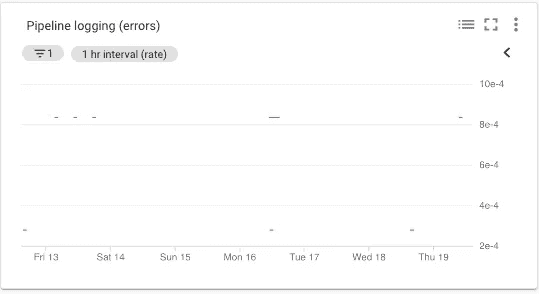 Pipeline logging (errors)
1
1 hr interval (rate)
10e-4
8e-4
6e-4
4e-4
2e-4
Fri 13 Sat 14 Sun 15 Mon 16 Tue 17 Wed 18 Thu 19